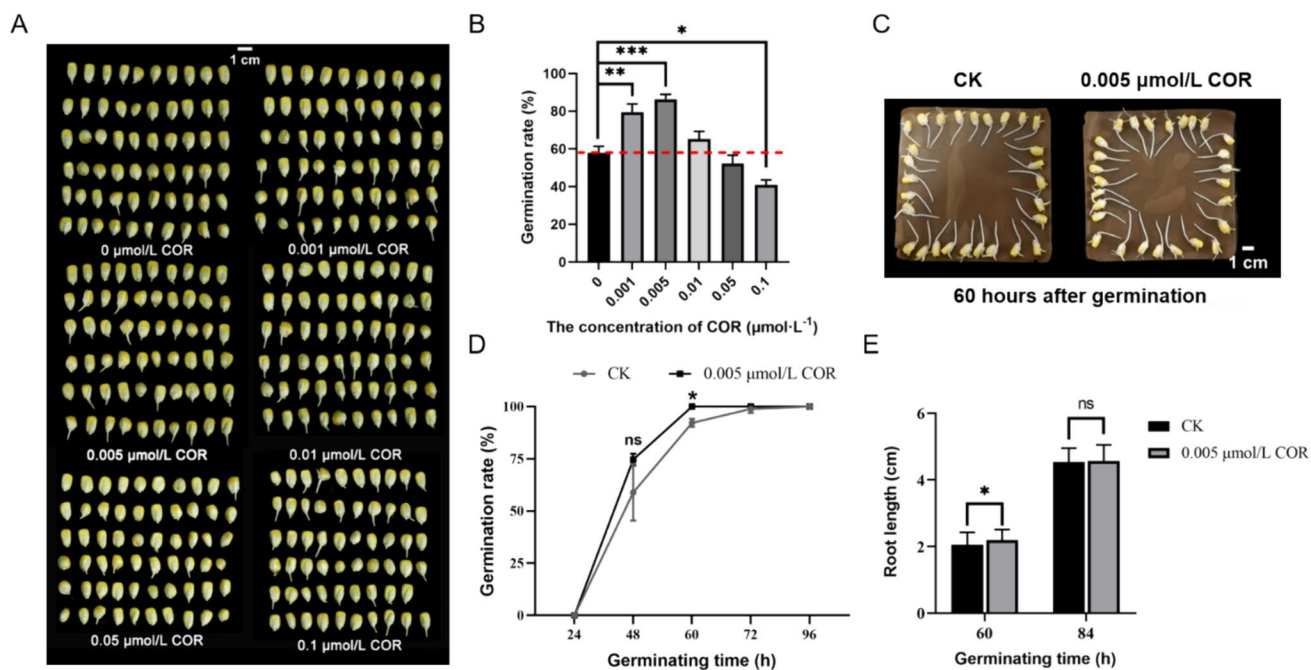 A
1 cm
0 μmol/L COR
0.001 μmol/L COR
0.005 μmol/L COR
0.01 μmol/L COR
0.05 μmol/L COR
0.1 μmol/L COR
B
*
***
**
Germination rate (%)
100
80
60
40
20
0
0
0.001
0.005
0.01
0.05
0.1
The concentration of COR (μmol·L⁻¹)
C
CK
0.005 μmol/L COR
1 cm
60 hours after germination
D
CK
0.005 μmol/L COR
Germination rate (%)
100
75
50
25
0
ns
*
24
48
60
72
96
Germinating time (h)
E
Root length (cm)
6
4
2
0
*
ns
CK
0.005 μmol/L COR
60
84
Germinating time (h)